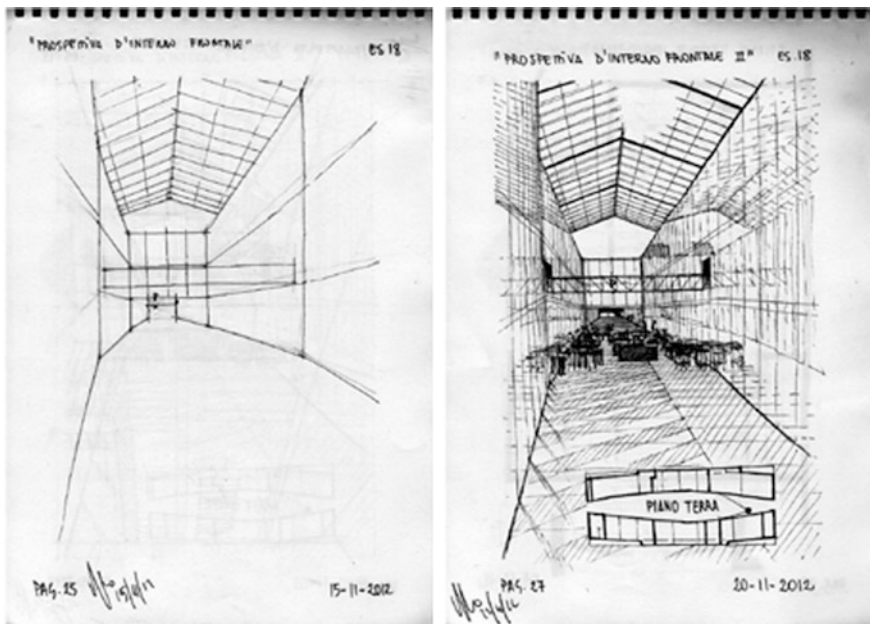 "PROSPETTIVA D'INTERNO FRONTALE"
ES.18
PAG.25
15-11-2012
"PROSPETTIVA D'INTERNO FRONTALE II" ES.18
PIANO TERRA
PAG.27
20-11-2012